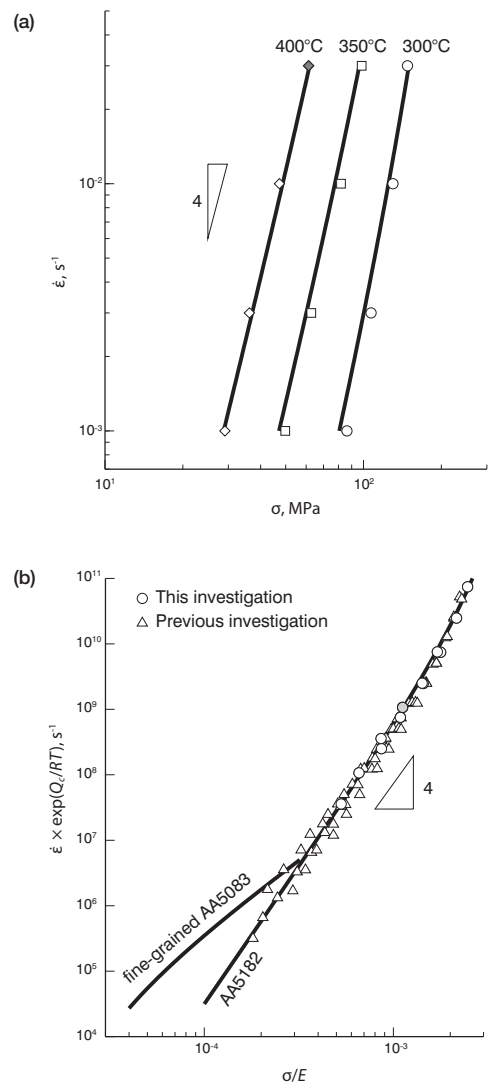 (a)
400°C 350°C 300°C
4
10⁻²
10⁻³
ε̇, s⁻¹
10¹ 10²
σ, MPa
(b)
10¹¹
10¹⁰
10⁹
10⁸
10⁷
10⁶
10⁵
10⁴
ε̇ × exp(Q꜀/RT), s⁻¹
○ This investigation
△ Previous investigation
4
fine-grained AA5083
AA5182
10⁻⁴ 10⁻³
σ/E